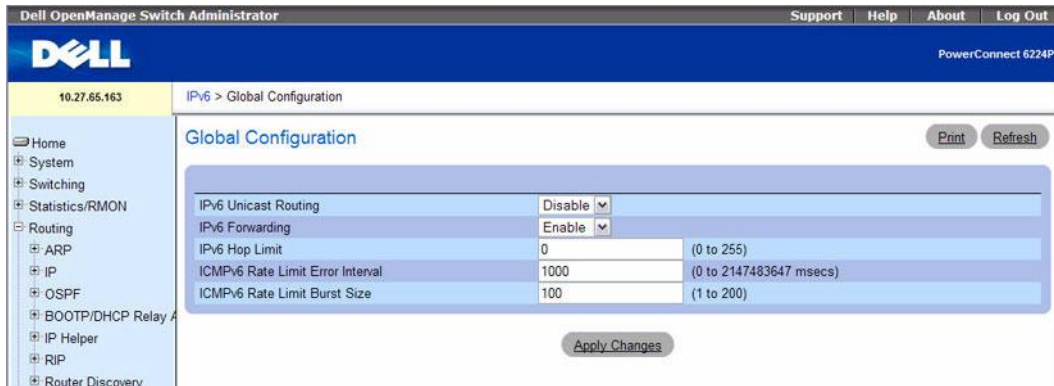 Dell OpenManage Switch Administrator
Support Help About Log Out
DELL
PowerConnect 6224P
10.27.65.163
IPv6 > Global Configuration
Home
System
Switching
Statistics/RMON
Routing
ARP
IP
OSPF
BOOTP/DHCP Relay A
IP Helper
RIP
Router Discovery
Global Configuration
Print Refresh
IPv6 Unicast Routing Disable
IPv6 Forwarding Enable
IPv6 Hop Limit 0 (0 to 255)
ICMPv6 Rate Limit Error Interval 1000 (0 to 2147483647 msecs)
ICMPv6 Rate Limit Burst Size 100 (1 to 200)
Apply Changes